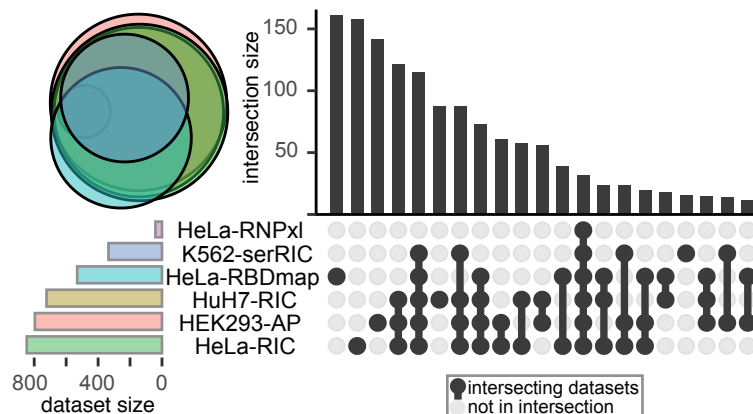 150
100
50
intersection size
HeLa-RNPxl
K562-serRIC
HeLa-RBDmap
HuH7-RIC
HEK293-AP
HeLa-RIC
800
400
0
dataset size
intersecting datasets
not in intersection